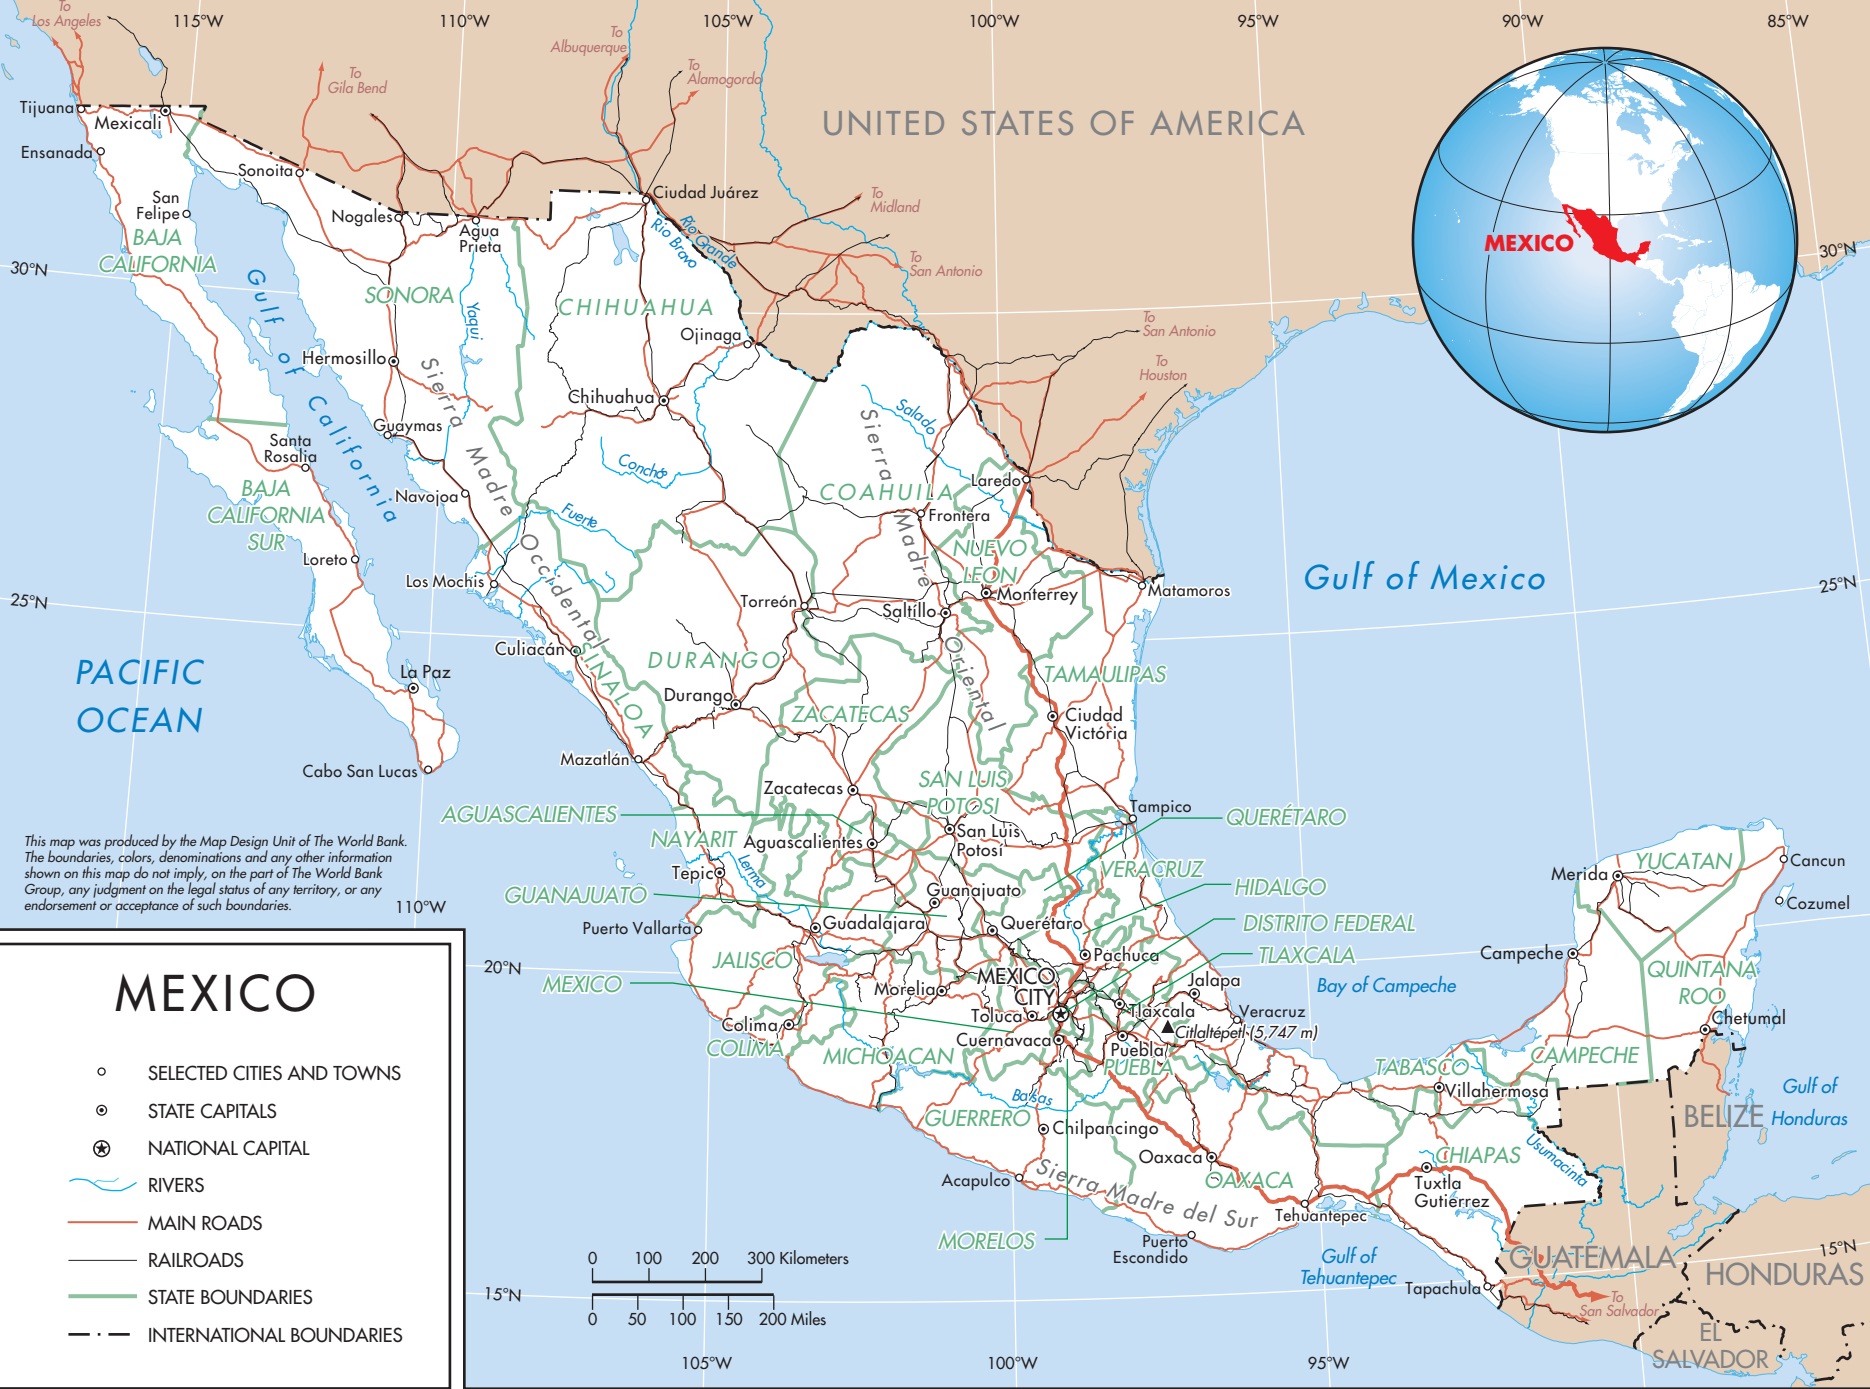 To
Los Angeles
115°W
110°W
To
Albuquerque
105°W
100°W
95°W
90°W
85°W
To
Gila Bend
To
Alamogordo
UNITED STATES OF AMERICA
Tijuana
Mexicali
Ensanada
Sonoita
San
Felipe
Nogales
Agua
Prieta
Ciudad Juárez
To
Midland
Rio Grande
Rio Bravo
To
San Antonio
MEXICO
30°N
BAJA
CALIFORNIA
30°N
Gulf of California
SONORA
Yaqui
CHIHUAHUA
Ojinaga
To
San Antonio
To
Houston
Hermosillo
Sierra Madre Occidental
Chihuahua
Sierra Madre Oriental
Salado
Guaymas
Santa
Rosalia
Conchó
Laredo
BAJA
CALIFORNIA
SUR
Navojoa
Fuerte
COAHUILA
Frontera
NUEVO
LEON
Loreto
Los Mochis
25°N
Torreón
Saltíllo
Monterrey
Matamoros
Gulf of Mexico
25°N
Culiacán
SINALOA
DURANGO
TAMAULIPAS
PACIFIC
OCEAN
La Paz
Durango
ZACATECAS
Ciudad
Victória
Cabo San Lucas
Mazatlán
Zacatecas
SAN LUIS
POTOSI
Tampico
AGUASCALIENTES
QUERÉTARO
NAYARIT
Aguascalientes
San Luis
Potosí
This map was produced by the Map Design Unit of The World Bank.
The boundaries, colors, denominations and any other information
shown on this map do not imply, on the part of The World Bank
Group, any judgment on the legal status of any territory, or any
endorsement or acceptance of such boundaries.
110°W
Tepic
Lerma
VERACRUZ
YUCATAN
Cancun
Merida
GUANAJUATO
Guanajuato
HIDALGO
Cozumel
Puerto Vallarta
Guadalajara
Querétaro
DISTRITO FEDERAL
Pachuca
TLAXCALA
Campeche
JALISCO
20°N
MEXICO
CITY
QUINTANA
ROO
MEXICO
Morelia
Jalapa
Bay of Campeche
Toluca
Tlaxcala
Veracruz
Chetumal
Colima
Citlaltépetl (5,747 m)
COLIMA
Cuernavaca
Puebla
MICHOACAN
PUEBLA
TABASCO
CAMPECHE
Villahermosa
Gulf of
Honduras
Balsas
GUERRERO
Chilpancingo
BELIZE
Oaxaca
CHIAPAS
Usumacinta
Acapulco
Sierra Madre del Sur
OAXACA
Tuxtla
Gutiérrez
Tehuantepec
MORELOS
Puerto
Escondido
Gulf of
Tehuantepec
GUATEMALA
15°N
HONDURAS
Tapachula
To
San Salvador
15°N
EL
SALVADOR
105°W
100°W
95°W
MEXICO
SELECTED CITIES AND TOWNS
STATE CAPITALS
NATIONAL CAPITAL
RIVERS
MAIN ROADS
RAILROADS
STATE BOUNDARIES
INTERNATIONAL BOUNDARIES
0 100 200 300 Kilometers
0 50 100 150 200 Miles